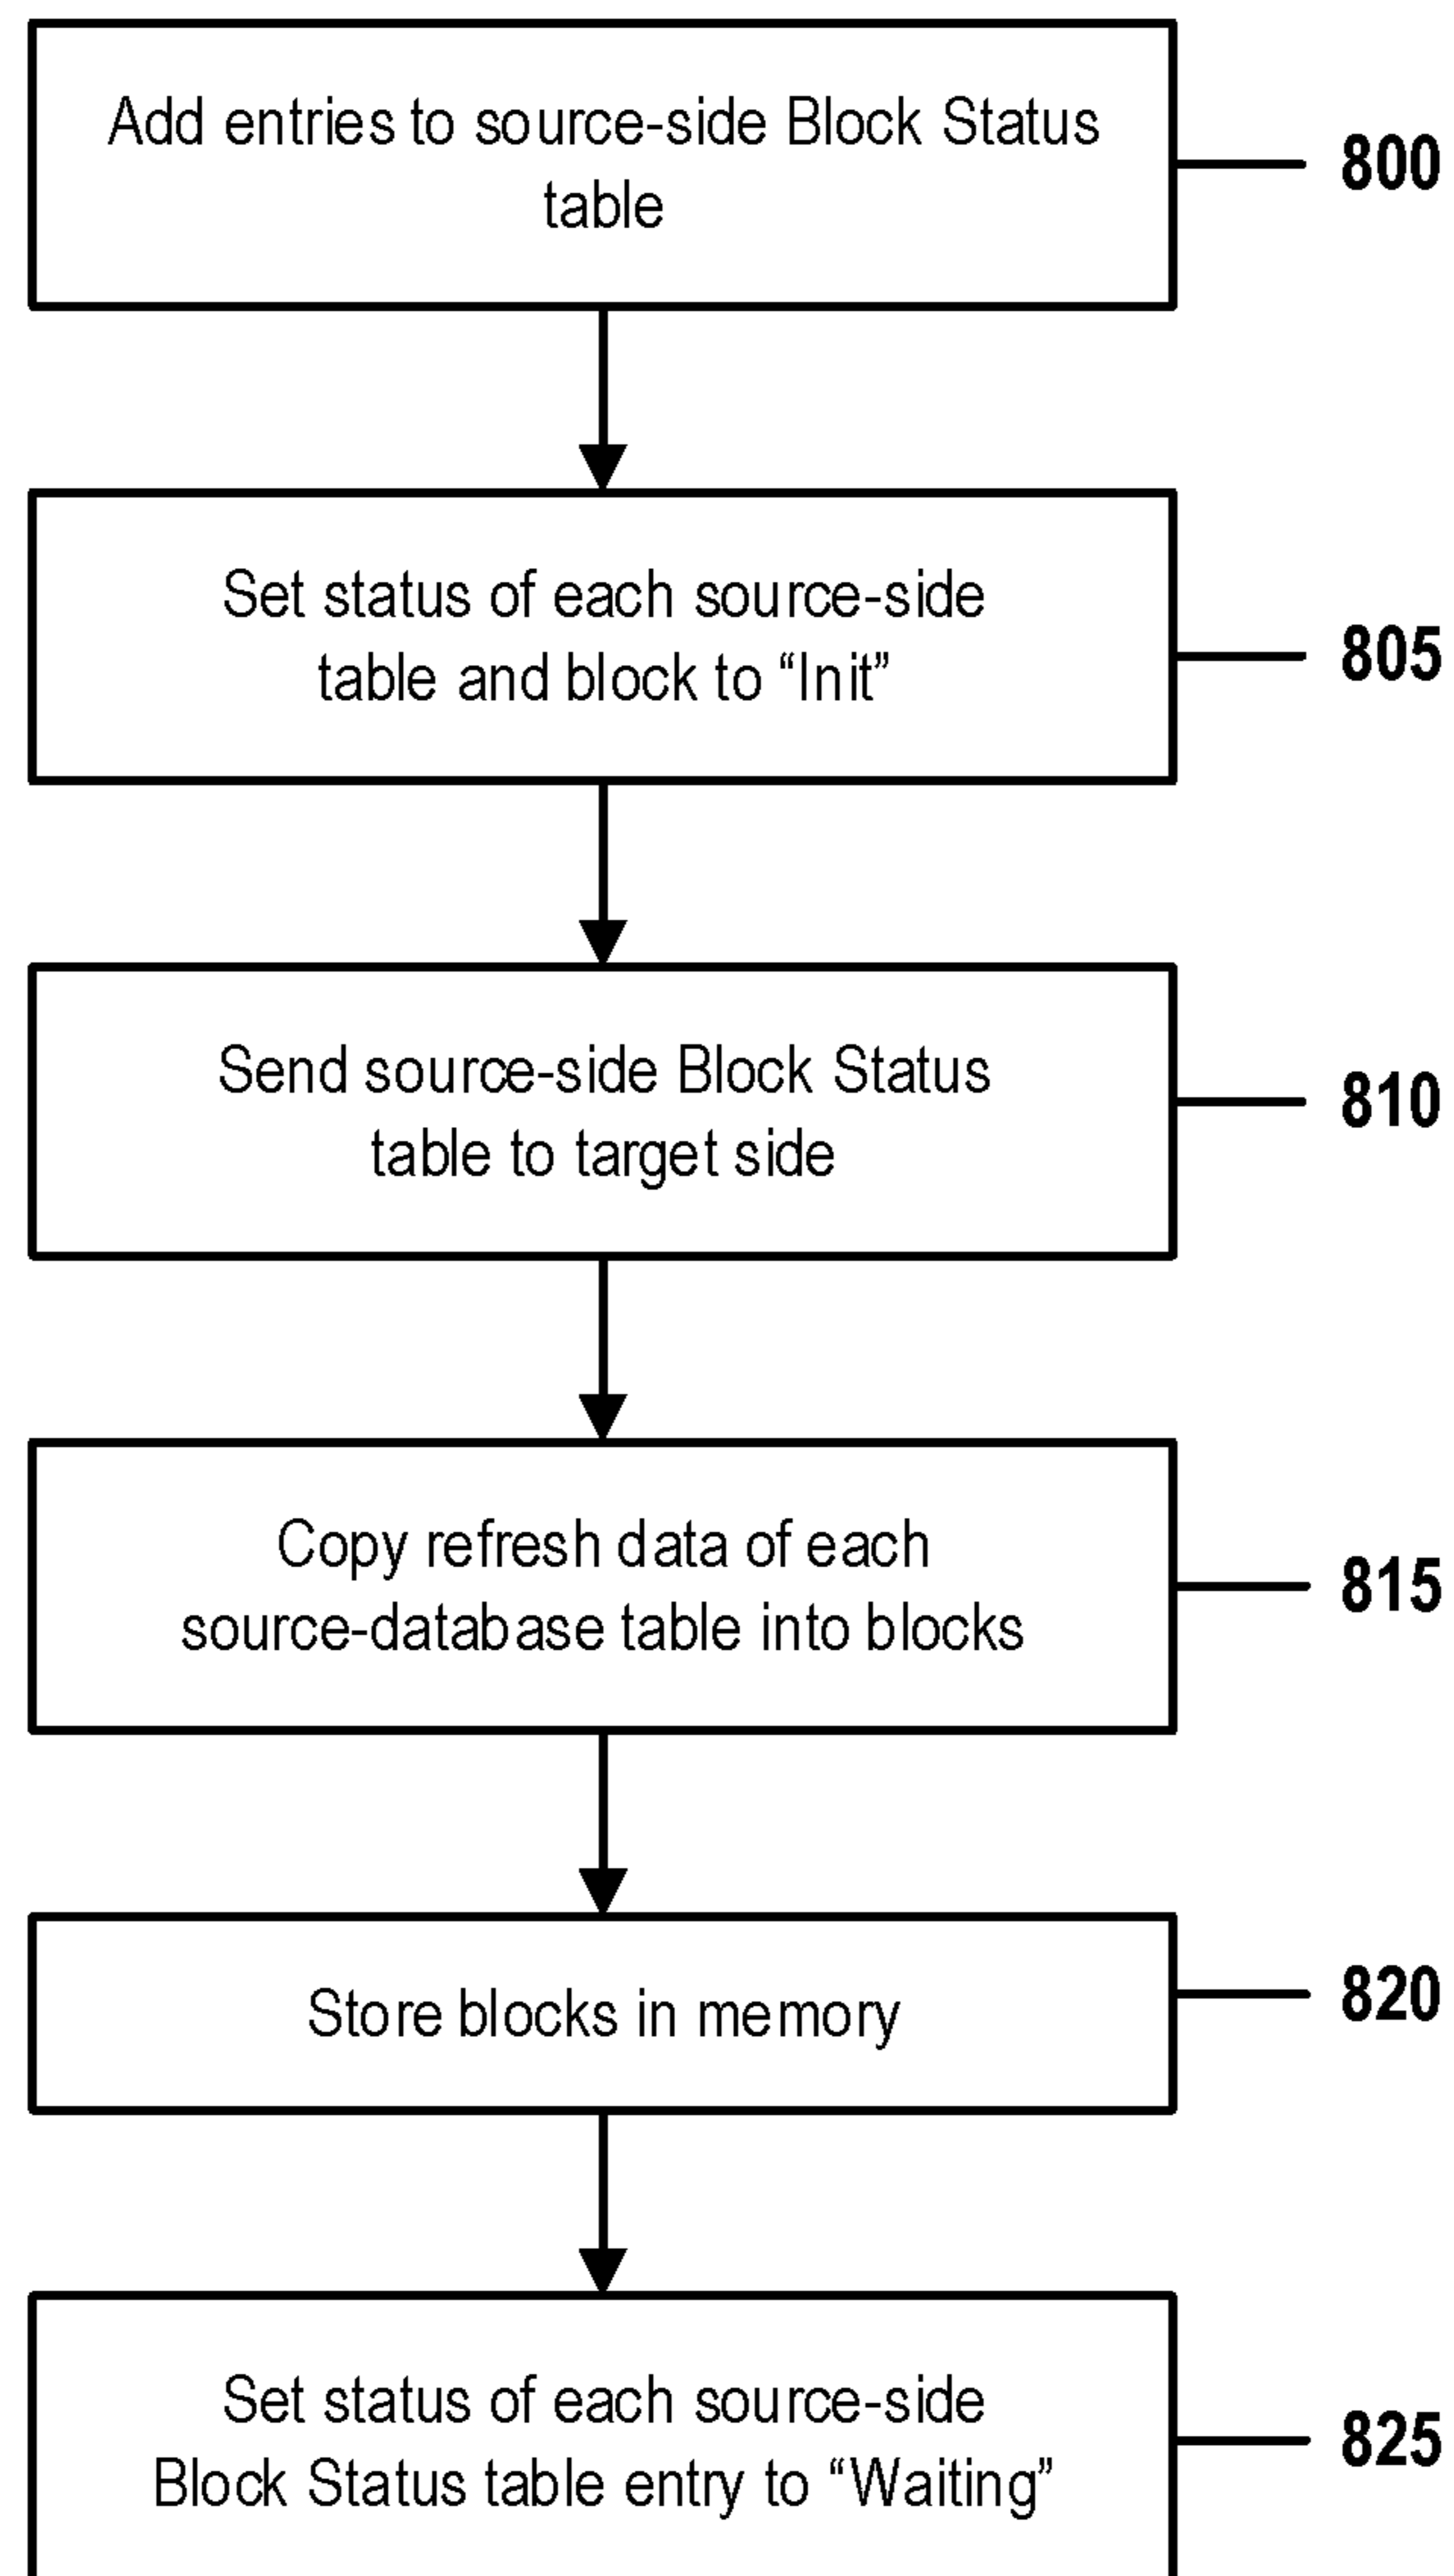 Add entries to source-side Block Status
table
800
Set status of each source-side
table and block to “Init”
805
Send source-side Block Status
table to target side
810
Copy refresh data of each
source-database table into blocks
815
Store blocks in memory
820
Set status of each source-side
Block Status table entry to “Waiting”
825